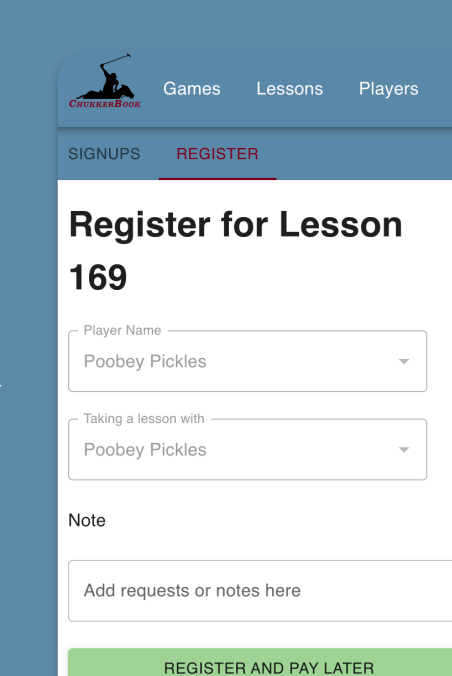 CHUKKERBOOK
Games Lessons Players
SIGNUPS REGISTER
Register for Lesson
169
Player Name
Poobey Pickles
Taking a lesson with
Poobey Pickles
Note
Add requests or notes here
REGISTER AND PAY LATER